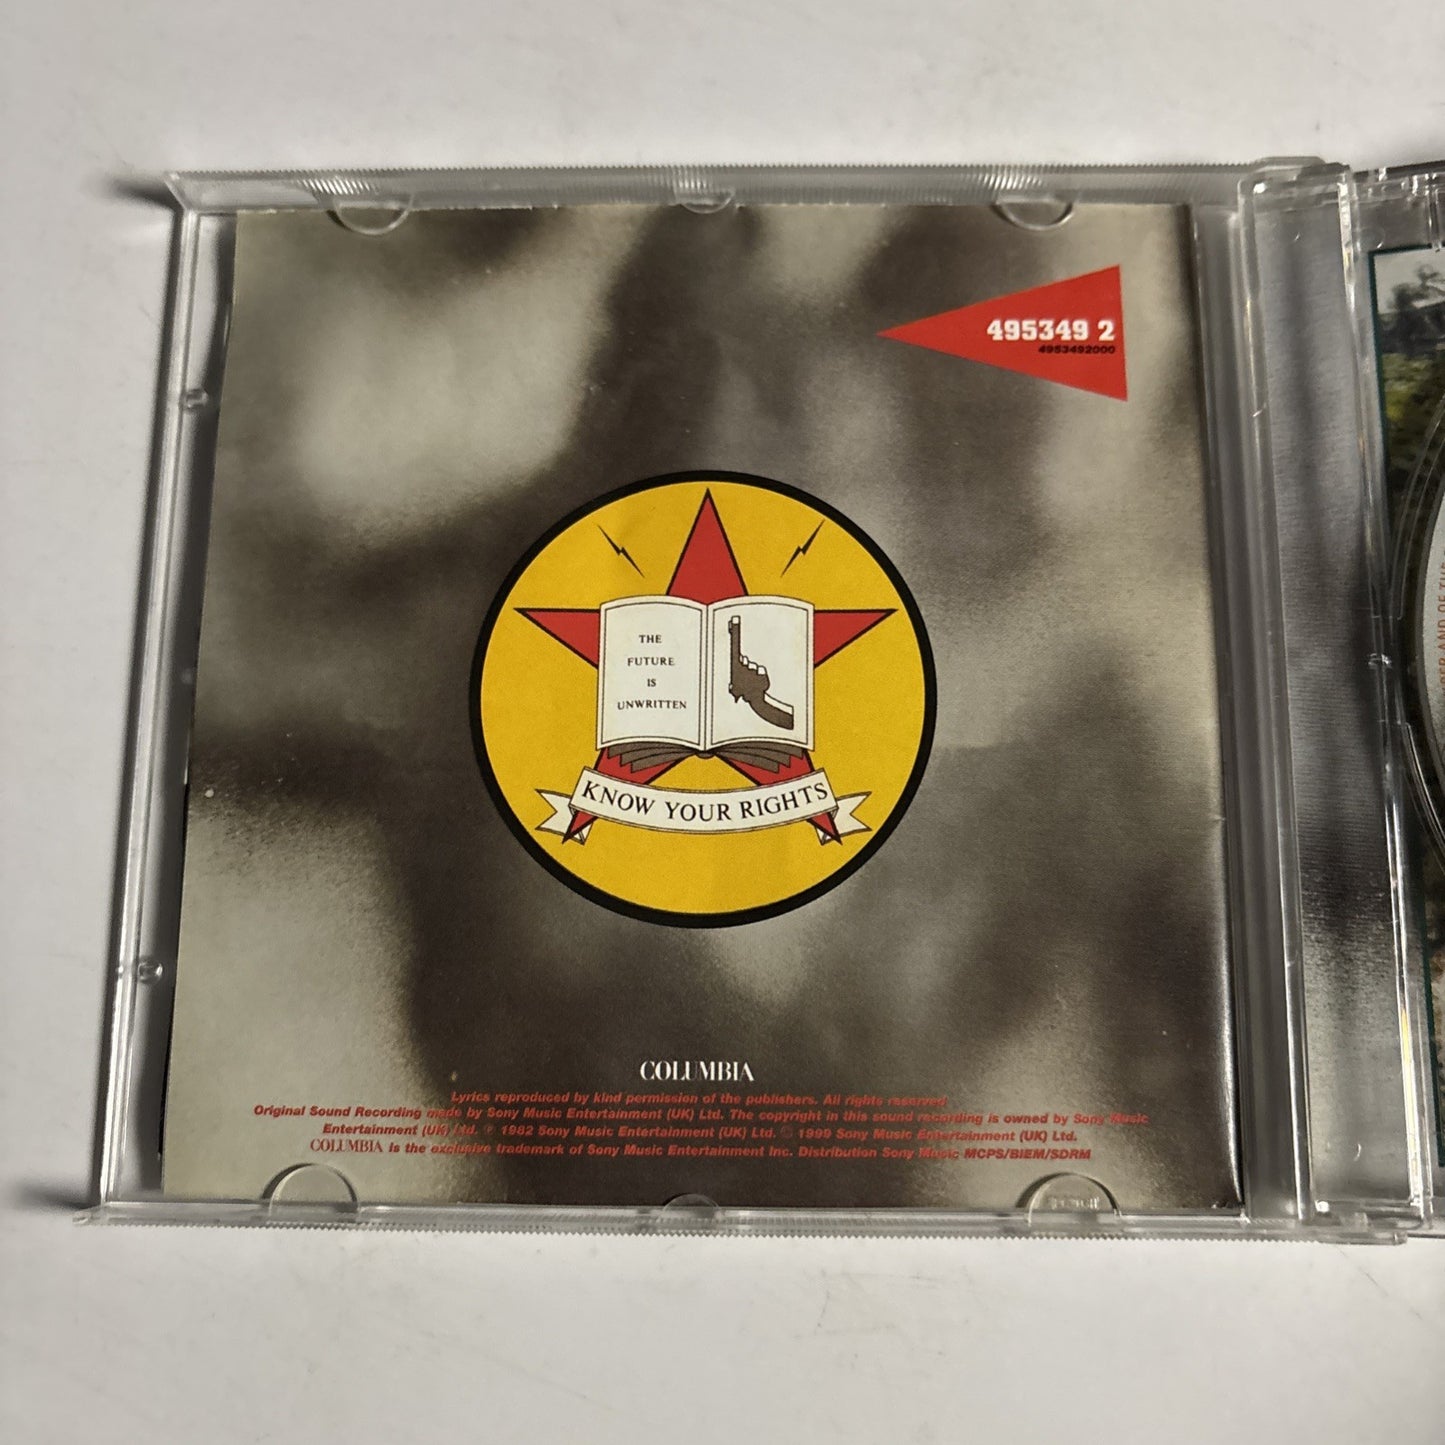 495349 2
4953492000
THE
FUTURE
IS
UNWRITTEN
KNOW YOUR RIGHTS
COLUMBIA
Lyrics reproduced by kind permission of the publishers. All rights reserved.
Original Sound Recording made by Sony Music Entertainment (UK) Ltd. The copyright in this sound recording is owned by Sony Music
Entertainment (UK) Ltd. ℗ 1982 Sony Music Entertainment (UK) Ltd. © 1999 Sony Music Entertainment (UK) Ltd.
COLUMBIA is the exclusive trademark of Sony Music Entertainment Inc. Distribution Sony Music MCPS/BIEM/SDRM
AND OF